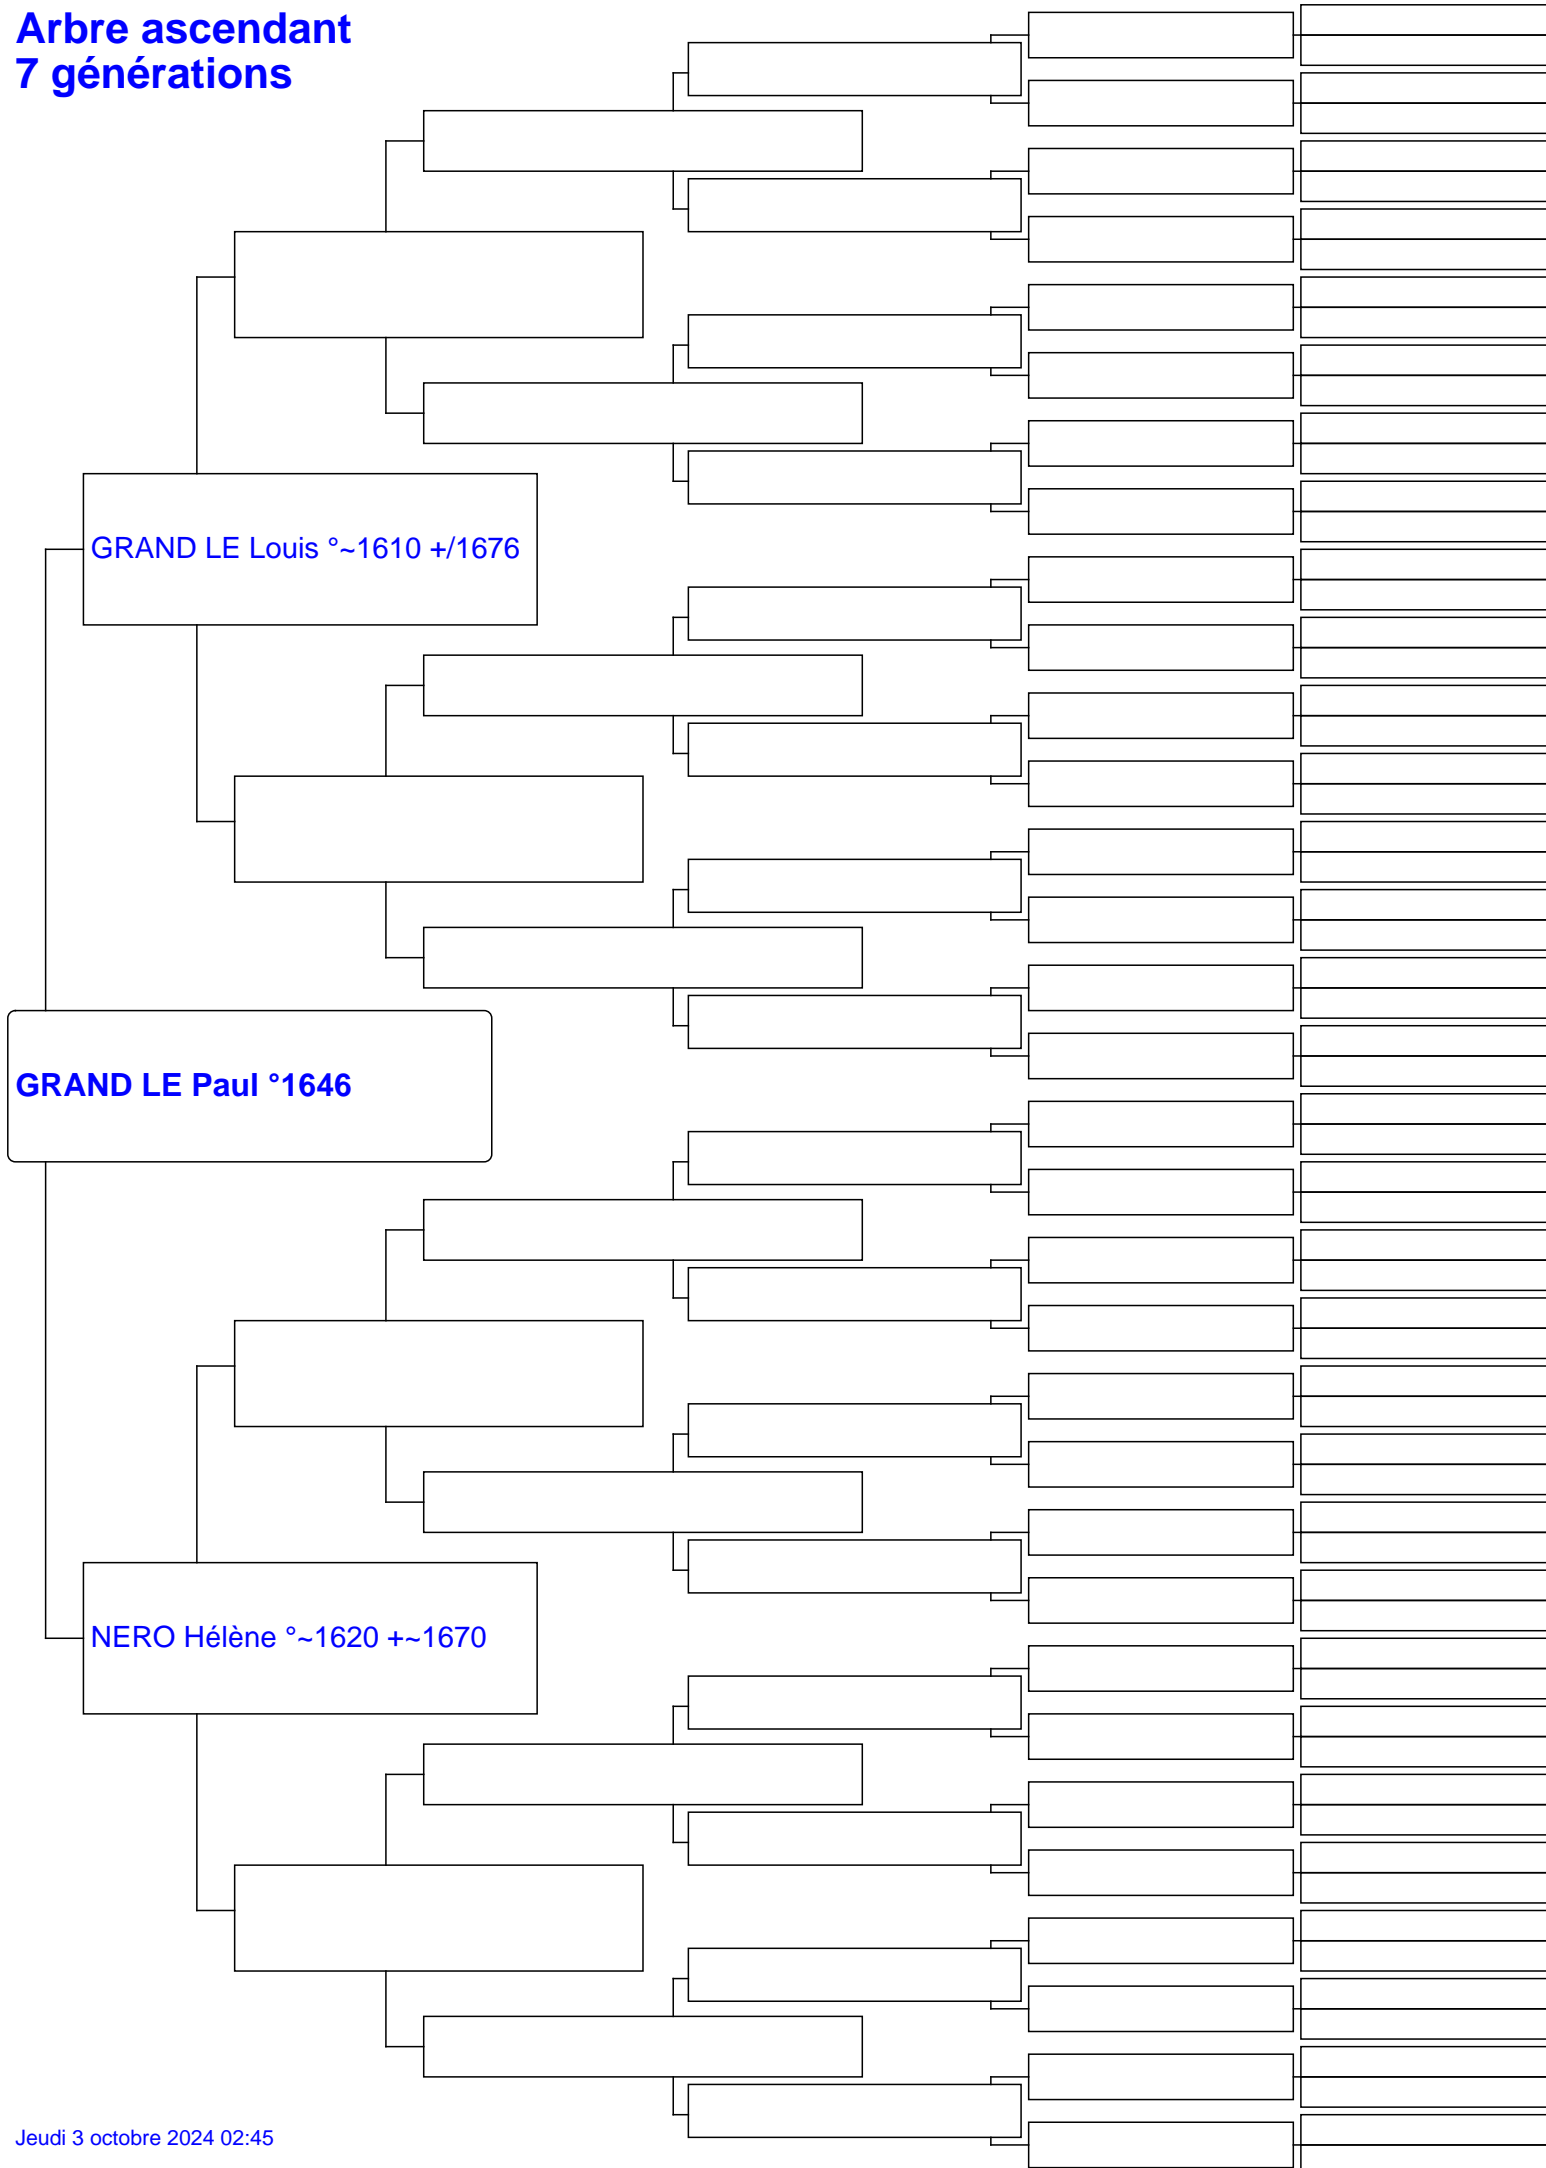 Arbre ascendant
7 générations
GRAND LE Louis °~1610 +/1676
GRAND LE Paul °1646
NERO Hélène °~1620 +~1670
Jeudi 3 octobre 2024 02:45